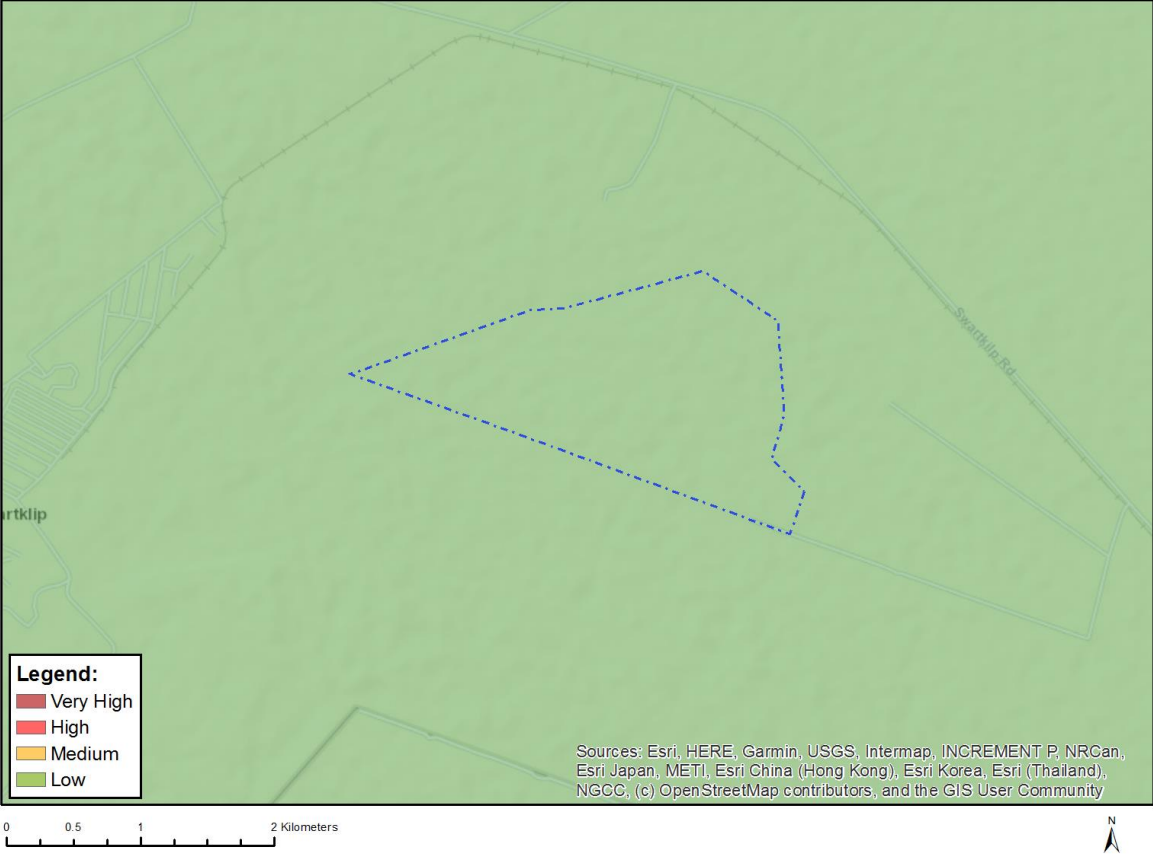 Swartklip Rd
artklip
Legend:
Very High
High
Medium
Low
Sources: Esri, HERE, Garmin, USGS, Intermap, INCREMENT P, NRCan,
Esri Japan, METI, Esri China (Hong Kong), Esri Korea, Esri (Thailand),
NGCC, (c) OpenStreetMap contributors, and the GIS User Community
0 0.5 1 2 Kilometers
N